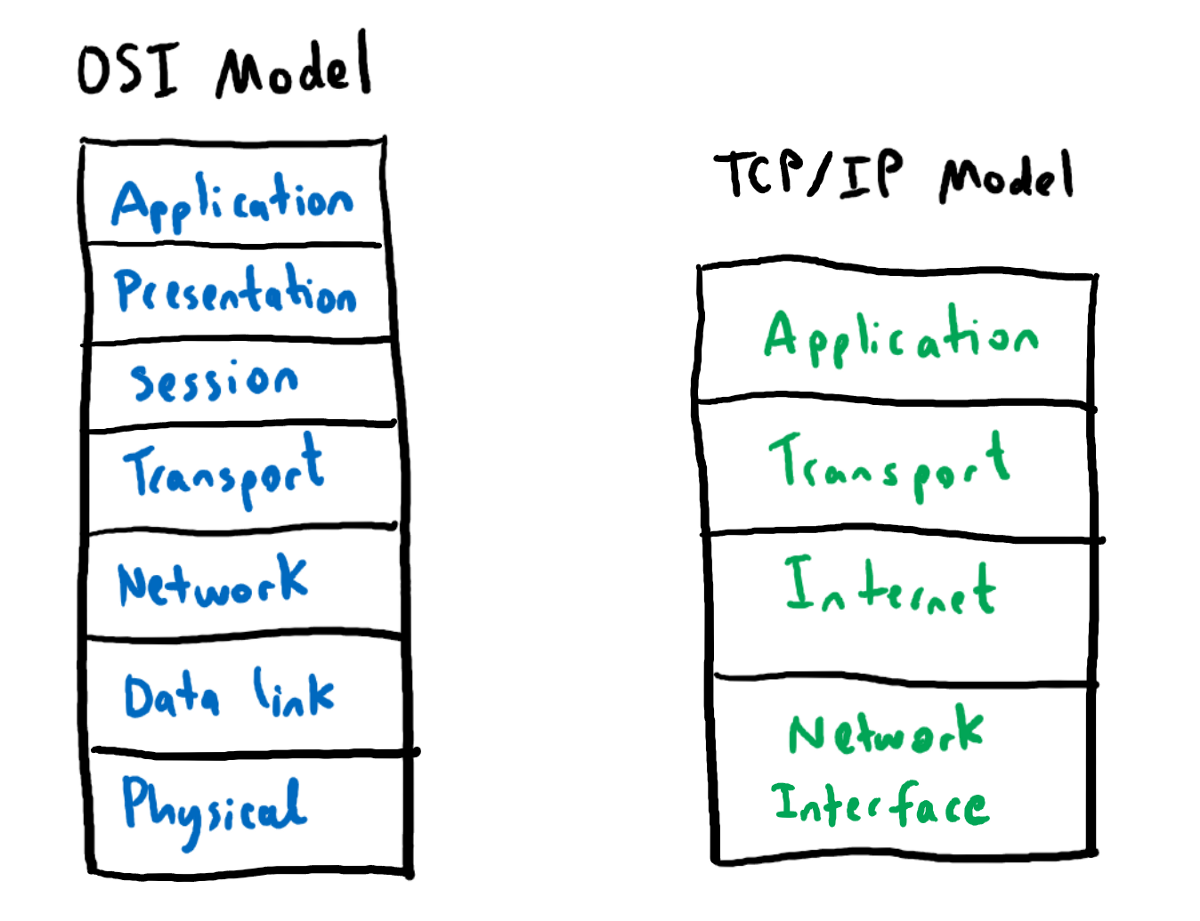 OSI Model
Application
Presentation
Session
Transport
Network
Data link
Physical
TCP/IP Model
Application
Transport
Internet
Network
Interface